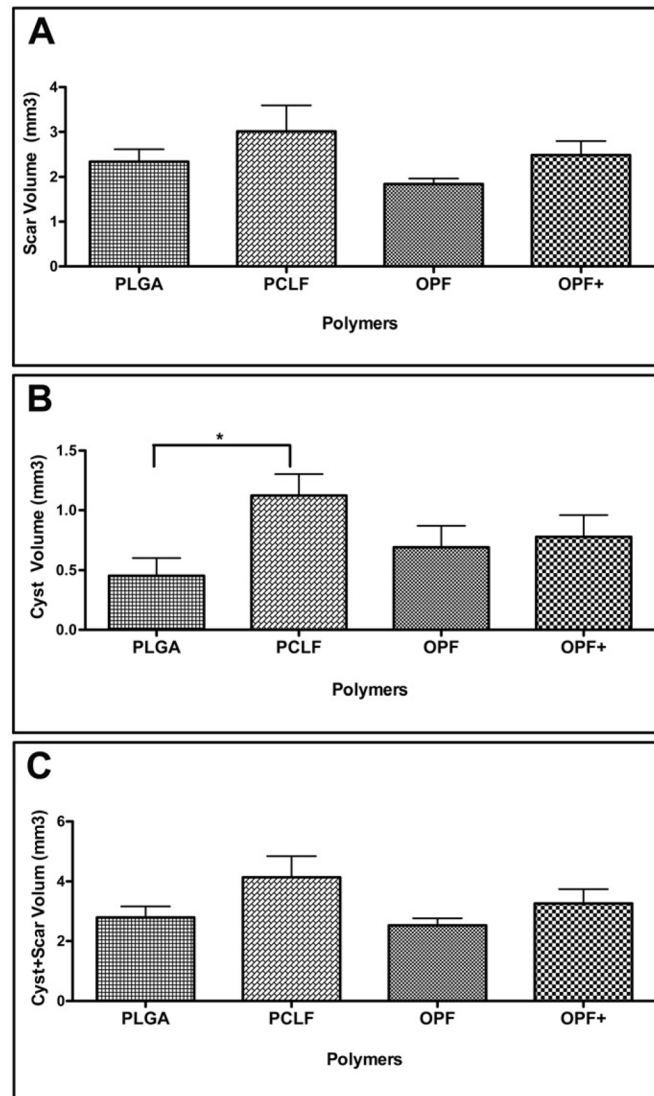 A
Scar Volume (mm3)
4
3
2
1
0
PLGA PCLF OPF OPF+
Polymers
B
Cyst Volume (mm3)
1.5
1.0
0.5
0.0
*
PLGA PCLF OPF OPF+
Polymers
C
Cyst+Scar Volum (mm3)
6
4
2
0
PLGA PCLF OPF OPF+
Polymers